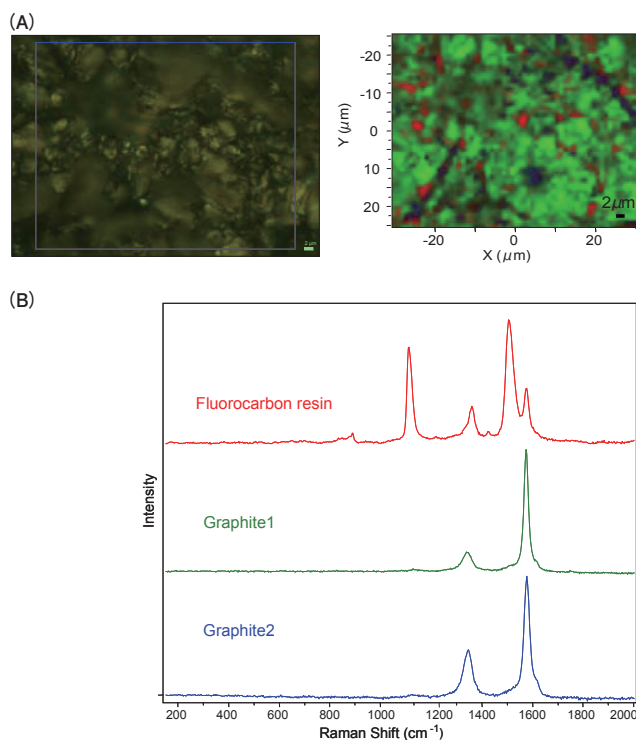 (A)
2 μm
Y (μm)
-20
-10
0
10
20
-20
0
20
X (μm)
2μm
(B)
Intensity
Fluorocarbon resin
Graphite1
Graphite2
200
400
600
800
1000
1200
1400
1600
1800
2000
Raman Shift (cm⁻¹)